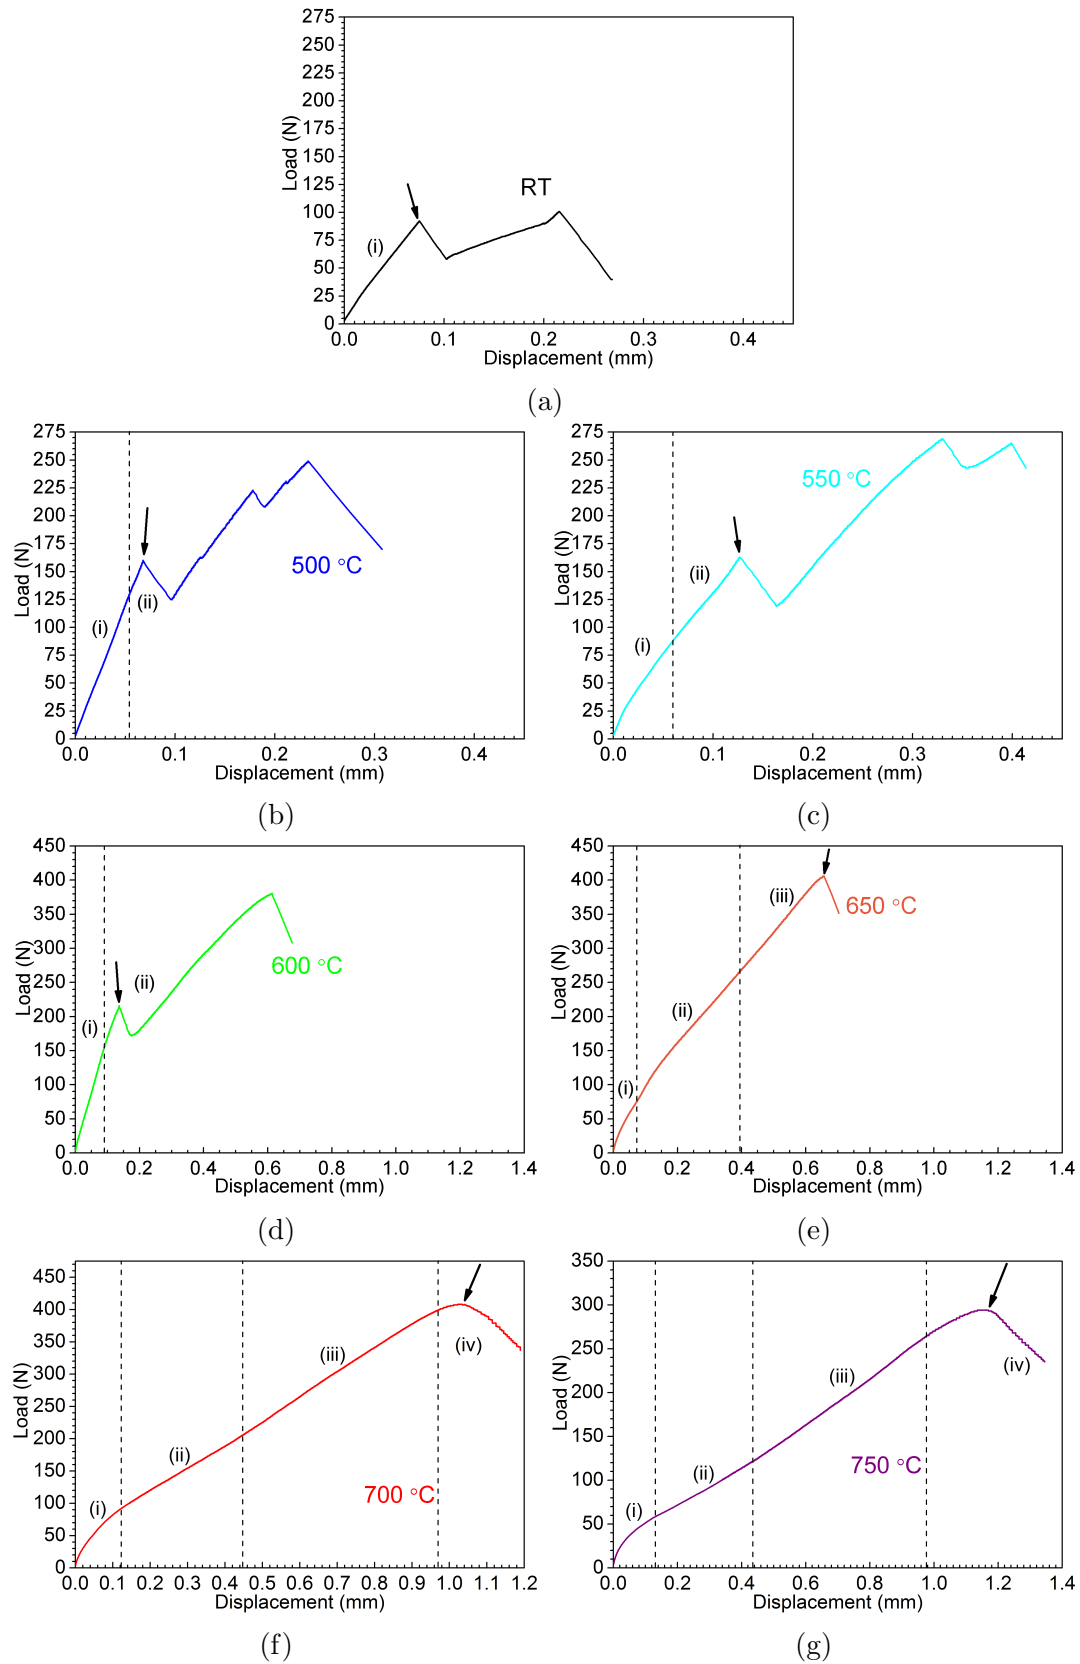 275
250
225
200
175
150
125
100
75
50
25
0
Load (N)
RT
(i)
0.0 0.1 0.2 0.3 0.4
Displacement (mm)
(a)
275
250
225
200
175
150
125
100
75
50
25
0
Load (N)
500 °C
(i)
(ii)
0.0 0.1 0.2 0.3 0.4
Displacement (mm)
(b)
275
250
225
200
175
150
125
100
75
50
25
0
Load (N)
550 °C
(ii)
(i)
0.0 0.1 0.2 0.3 0.4
Displacement (mm)
(c)
450
400
350
300
250
200
150
100
50
0
Load (N)
600 °C
(ii)
(i)
0.0 0.2 0.4 0.6 0.8 1.0 1.2 1.4
Displacement (mm)
(d)
450
400
350
300
250
200
150
100
50
0
Load (N)
650 °C
(iii)
(ii)
(i)
0.0 0.2 0.4 0.6 0.8 1.0 1.2 1.4
Displacement (mm)
(e)
450
400
350
300
250
200
150
100
50
0
Load (N)
(iv)
(iii)
(ii)
(i)
700 °C
0.0 0.1 0.2 0.3 0.4 0.5 0.6 0.7 0.8 0.9 1.0 1.1 1.2
Displacement (mm)
(f)
350
300
250
200
150
100
50
0
Load (N)
(iv)
(iii)
(ii)
(i)
750 °C
0.0 0.2 0.4 0.6 0.8 1.0 1.2 1.4
Displacement (mm)
(g)